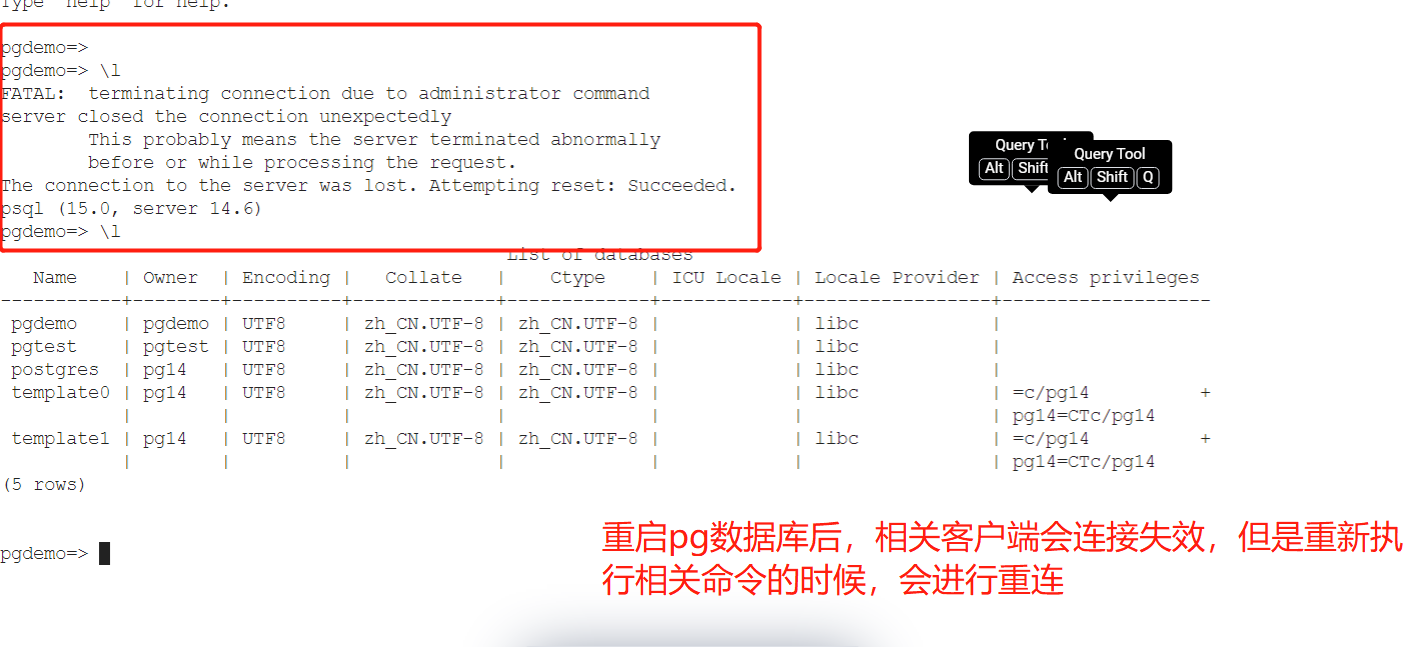 Type "help" for help.
pgdemo=>
pgdemo=> \l
FATAL:  terminating connection due to administrator command
server closed the connection unexpectedly
        This probably means the server terminated abnormally
        before or while processing the request.
The connection to the server was lost. Attempting reset: Succeeded.
psql (15.0, server 14.6)
pgdemo=> \l
List of databases
   Name    | Owner  | Encoding |   Collate   |    Ctype    | ICU Locale | Locale Provider | Access privileges
-----------+--------+----------+-------------+-------------+------------+-----------------+-------------------
 pgdemo    | pgdemo | UTF8     | zh_CN.UTF-8 | zh_CN.UTF-8 |            | libc            |
 pgtest    | pgtest | UTF8     | zh_CN.UTF-8 | zh_CN.UTF-8 |            | libc            |
 postgres  | pg14   | UTF8     | zh_CN.UTF-8 | zh_CN.UTF-8 |            | libc            |
 template0 | pg14   | UTF8     | zh_CN.UTF-8 | zh_CN.UTF-8 |            | libc            | =c/pg14          +
           |        |          |             |             |            |                 | pg14=CTc/pg14
 template1 | pg14   | UTF8     | zh_CN.UTF-8 | zh_CN.UTF-8 |            | libc            | =c/pg14          +
           |        |          |             |             |            |                 | pg14=CTc/pg14
(5 rows)
pgdemo=>
Query
Alt Shift
Query Tool
Alt Shift Q
重启pg数据库后，相关客户端会连接失效，但是重新执
行相关命令的时候，会进行重连